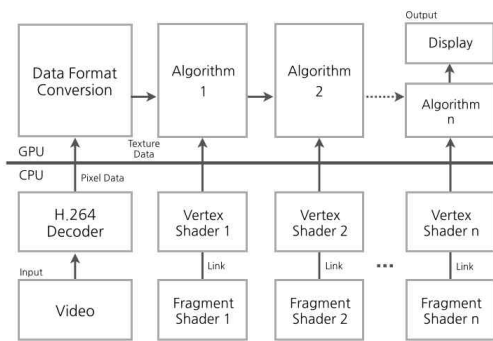 Output
Display
Data Format
Conversion
Algorithm
1
Algorithm
2
Algorithm
n
Texture
Data
GPU
CPU
Pixel Data
H.264
Decoder
Vertex
Shader 1
Vertex
Shader 2
Vertex
Shader n
Input
Link
Link
...
Link
Video
Fragment
Shader 1
Fragment
Shader 2
Fragment
Shader n